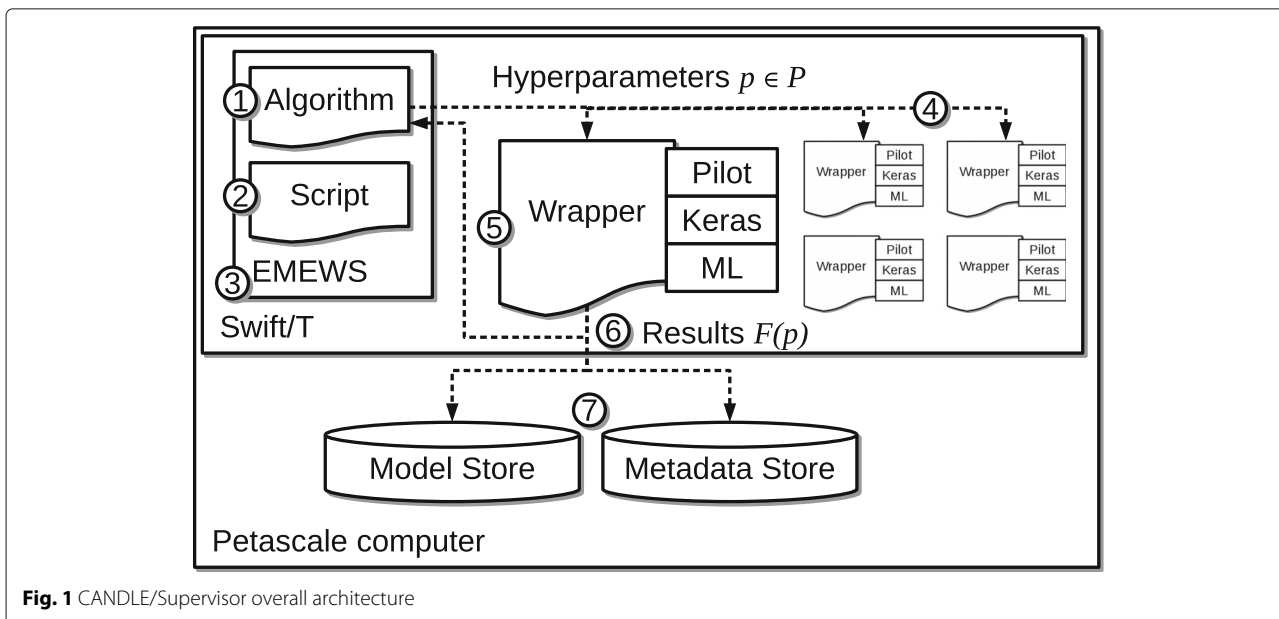 Hyperparameters p ∈ P
1 Algorithm
4
2 Script
3 EMEWS
Swift/T
5 Wrapper
Pilot
Keras
ML
Wrapper
Pilot
Keras
ML
Wrapper
Pilot
Keras
ML
Wrapper
Pilot
Keras
ML
Wrapper
Pilot
Keras
ML
6 Results F(p)
7
Model Store
Metadata Store
Petascale computer
Fig. 1 CANDLE/Supervisor overall architecture